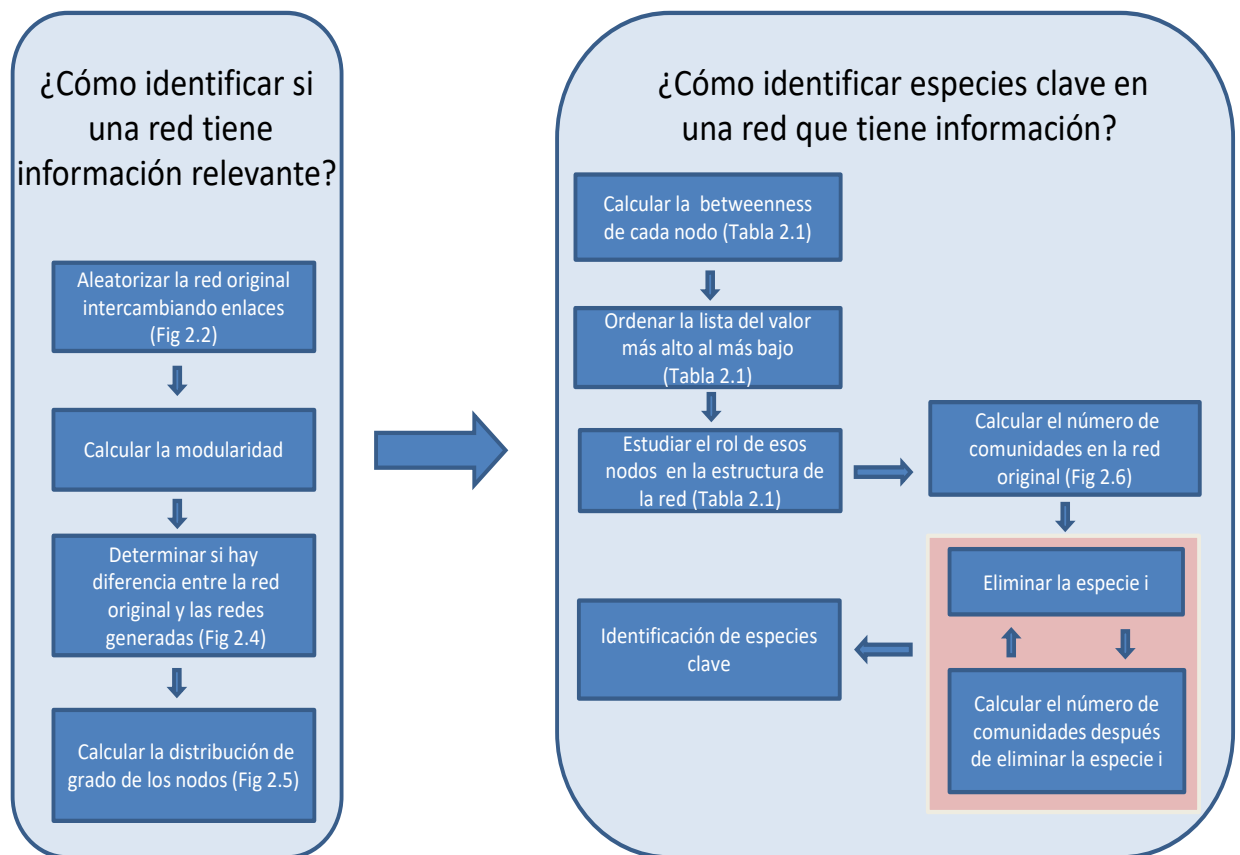 ¿Cómo identificar si
una red tiene
información relevante?
Aleatorizar la red original
intercambiando enlaces
(Fig 2.2)
Calcular la modularidad
Determinar si hay
diferencia entre la red
original y las redes
generadas (Fig 2.4)
Calcular la distribución de
grado de los nodos (Fig 2.5)
¿Cómo identificar especies clave en
una red que tiene información?
Calcular la betweenness
de cada nodo (Tabla 2.1)
Ordenar la lista del valor
más alto al más bajo
(Tabla 2.1)
Estudiar el rol de esos
nodos en la estructura de
la red (Tabla 2.1)
Calcular el número de
comunidades en la red
original (Fig 2.6)
Eliminar la especie i
Calcular el número de
comunidades después
de eliminar la especie i
Identificación de especies
clave